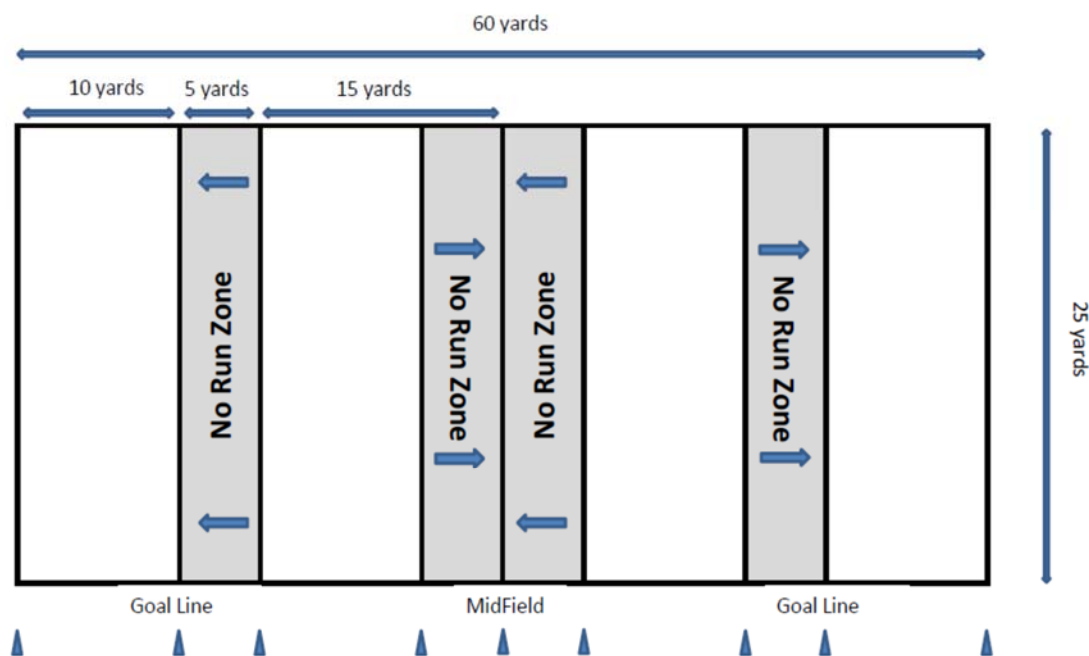 60 yards
10 yards
5 yards
15 yards
No Run Zone
No Run Zone
No Run Zone
No Run Zone
25 yards
Goal Line
MidField
Goal Line